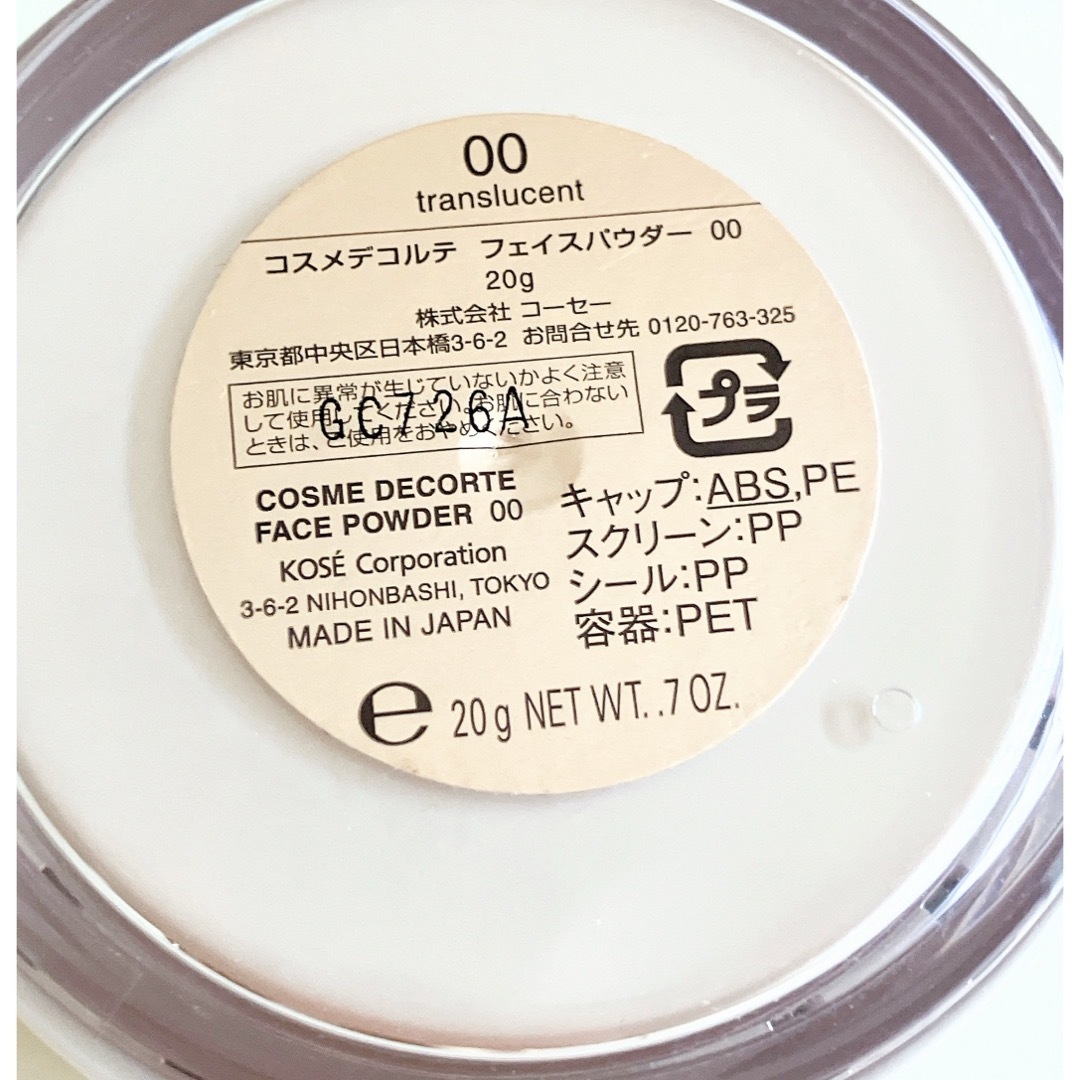 00
translucent
コスメデコルテ フェイスパウダー 00
20g
株式会社 コーセー
東京都中央区日本橋3-6-2 お問合せ先 0120-763-325
お肌に異常が生じていないかよく注意
して使用してください。お肌に合わない
ときは、ご使用をおやめください。
GC726A
プラ
COSME DECORTE
FACE POWDER 00
KOSÉ Corporation
3-6-2 NIHONBASHI, TOKYO
MADE IN JAPAN
キャップ:ABS,PE
スクリーン:PP
シール:PP
容器:PET
e 20g NET WT. .7 OZ.